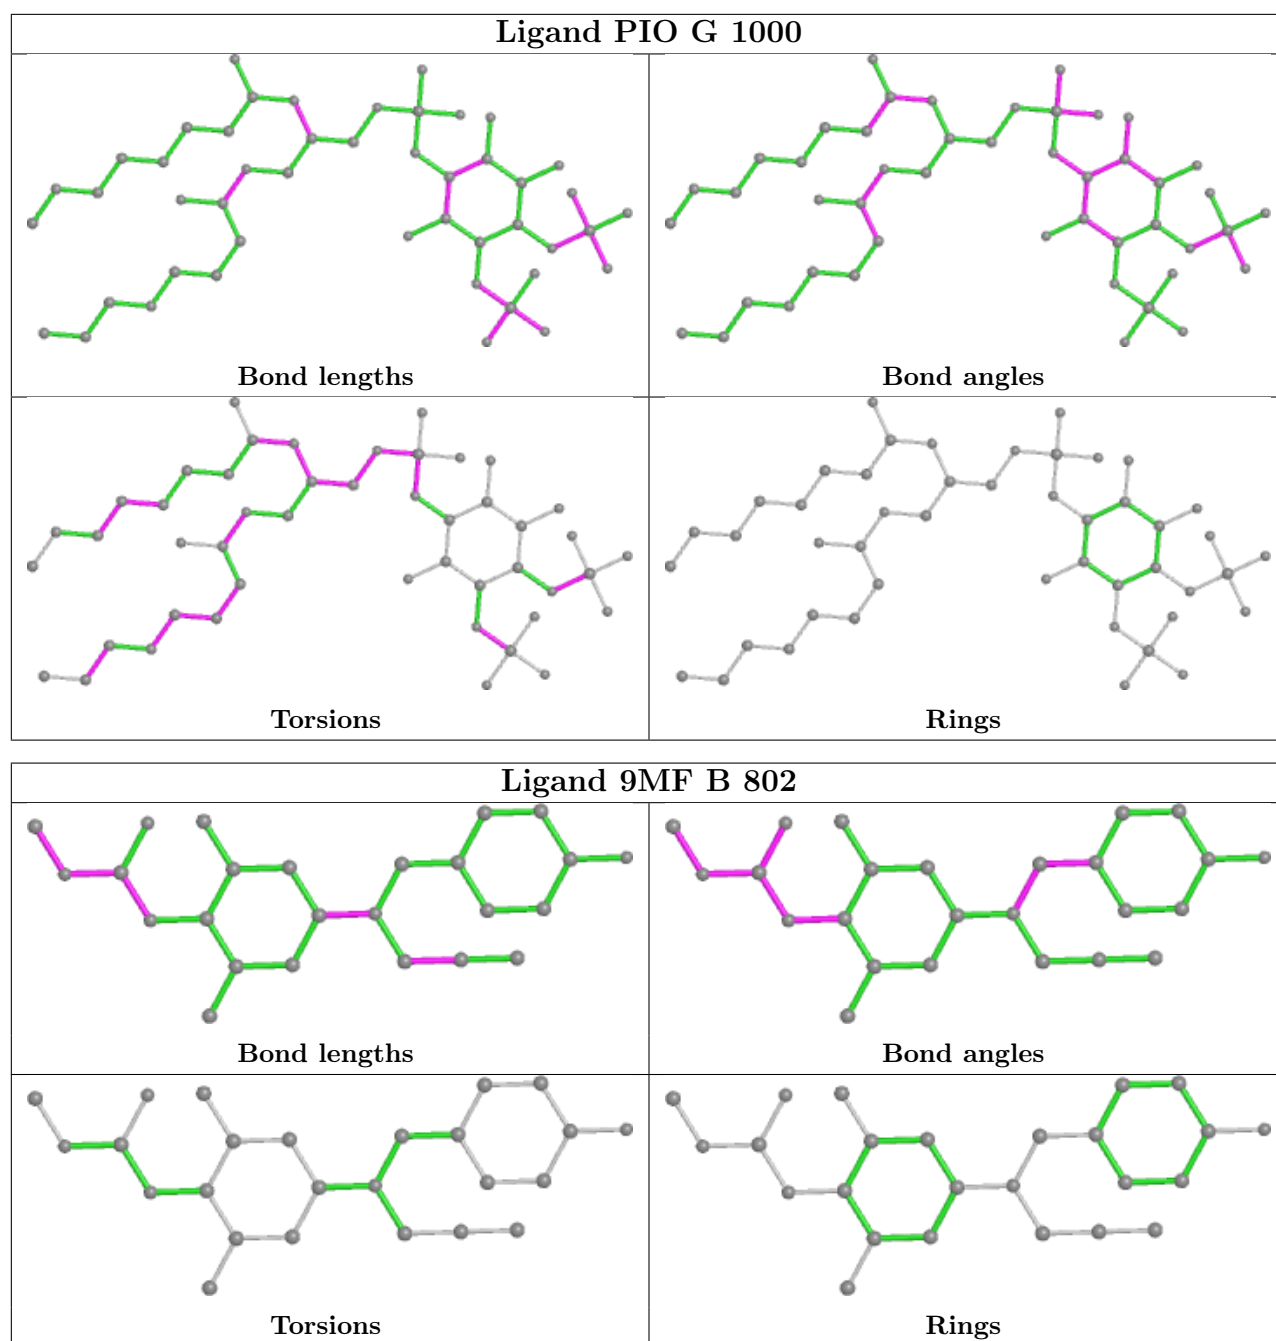 Ligand PIO G 1000
Bond lengths
Bond angles
Torsions
Rings
Ligand 9MF B 802
Bond lengths
Bond angles
Torsions
Rings